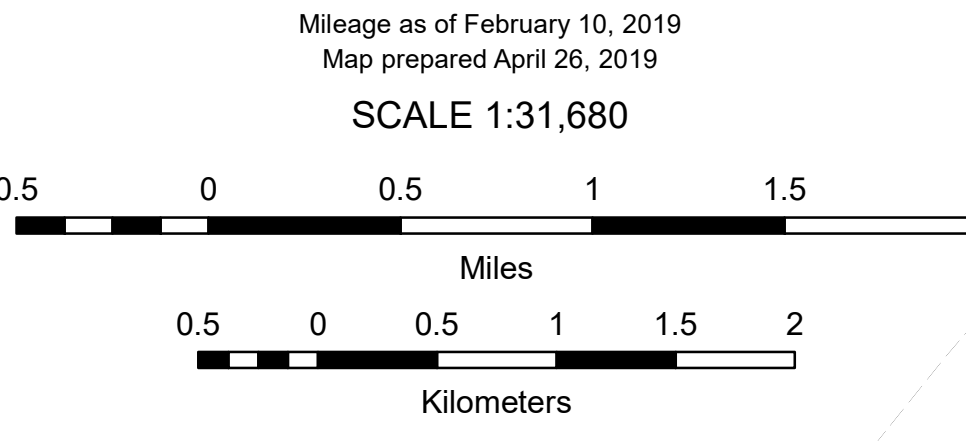 Mileage as of February 10, 2019
Map prepared April 26, 2019
SCALE 1:31,680
0.5 0 0.5 1 1.5
Miles
0.5 0 0.5 1 1.5 2
Kilometers